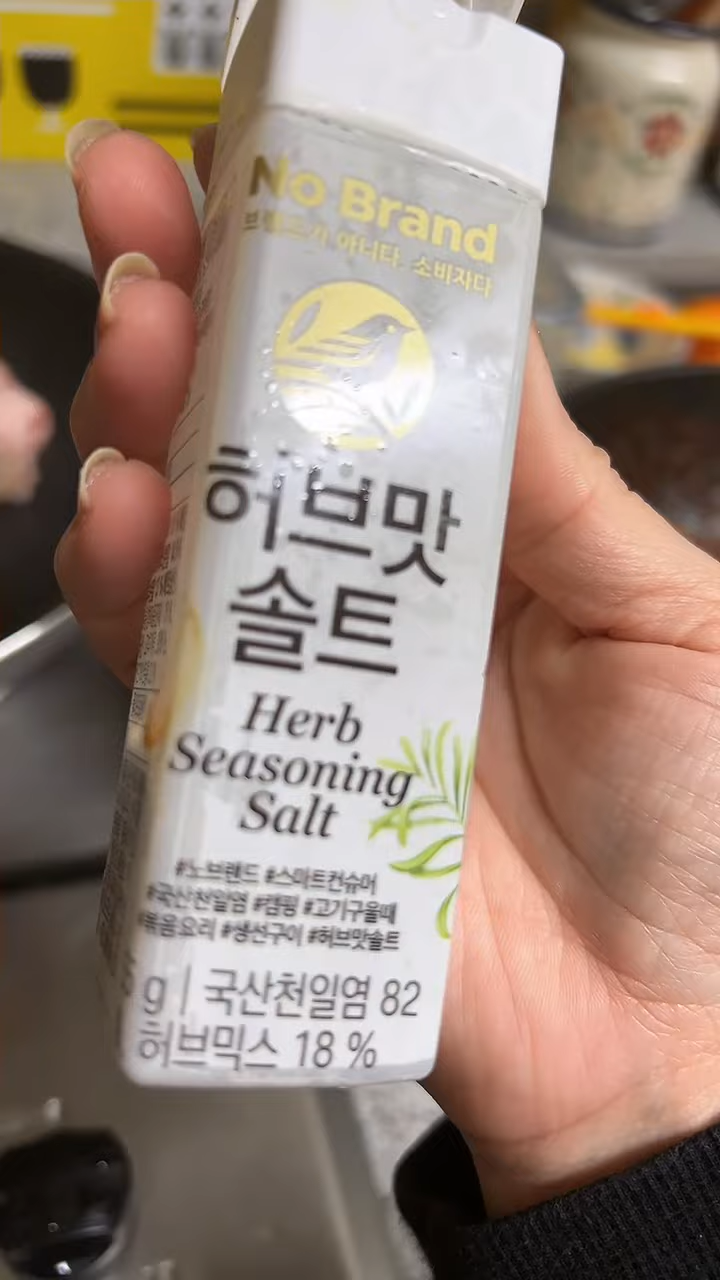 No Brand
브랜드가 아니다. 소비자다
허브맛
솔트
Herb
Seasoning
Salt
#노브랜드 #스마트컨슈머
#국산천일염 #캠핑 #고기구울때
#볶음요리 #생선구이 #허브맛솔트
g | 국산천일염 82
허브믹스 18 %